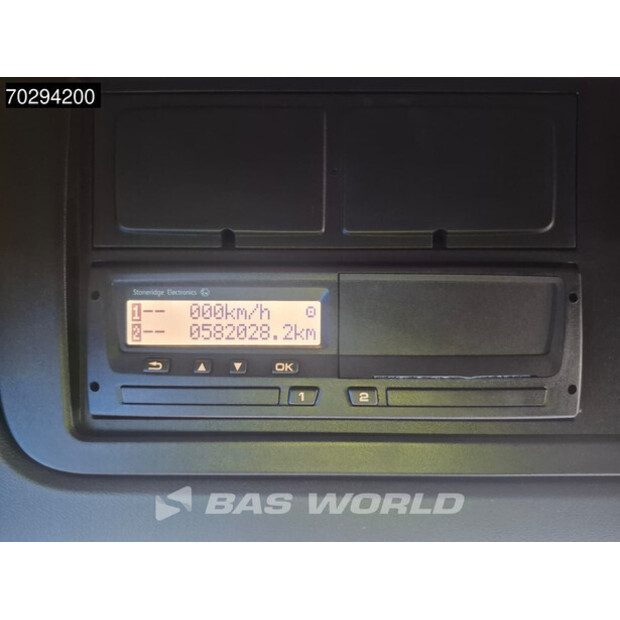 70294200
Stoneridge Electronics
1-- 000km/h
2-- 0582028.2km
OK
1 2
BAS WORLD